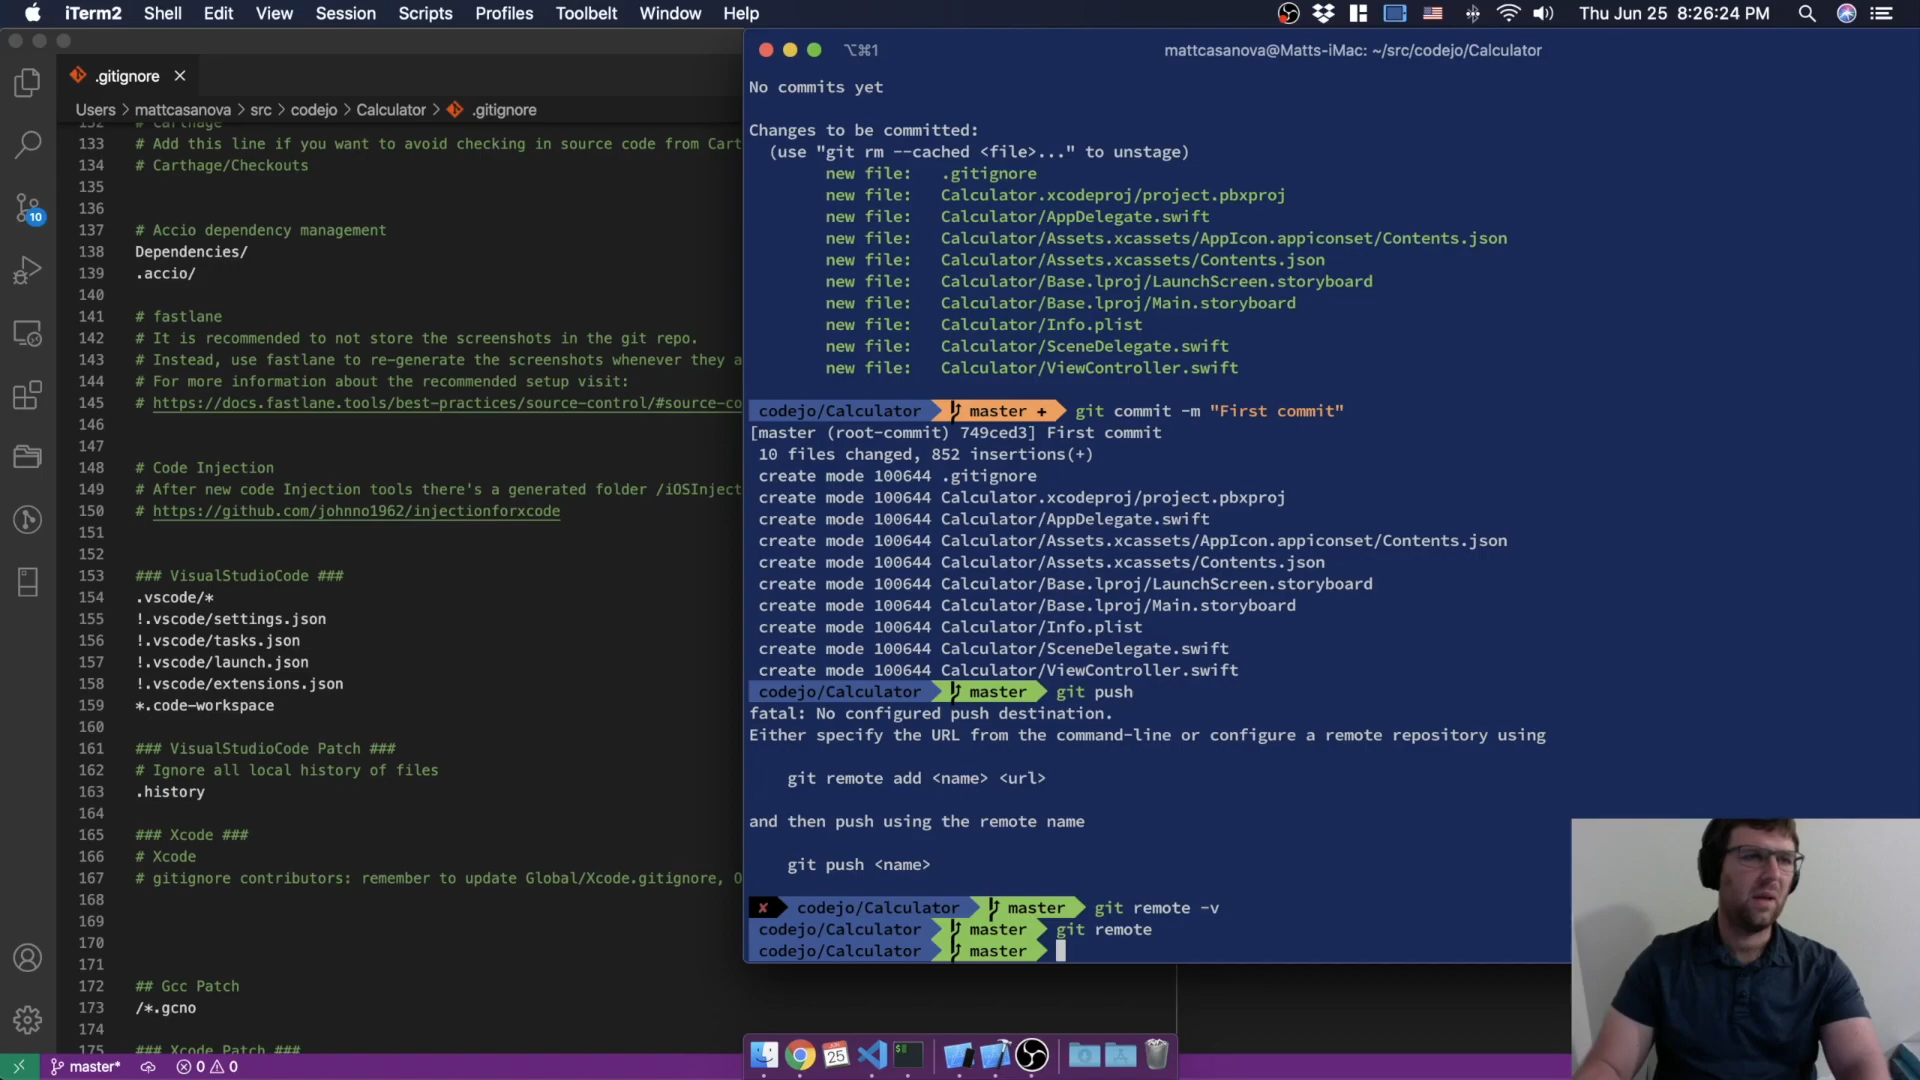 iTerm2 Shell Edit View Session Scripts Profiles Toolbelt Window Help
Thu Jun 25 8:26:24 PM
.gitignore
Users > mattcasanova > src > codejo > Calculator > .gitignore
132 # Carthage
133 # Add this line if you want to avoid checking in source code from Cart
134 # Carthage/Checkouts
135
136
137 # Accio dependency management
138 Dependencies/
139 .accio/
140
141 # fastlane
142 # It is recommended to not store the screenshots in the git repo.
143 # Instead, use fastlane to re-generate the screenshots whenever they a
144 # For more information about the recommended setup visit:
145 # https://docs.fastlane.tools/best-practices/source-control/#source-co
146
147
148 # Code Injection
149 # After new code Injection tools there's a generated folder /iOSInject
150 # https://github.com/johnno1962/injectionforxcode
151
152
153 ### VisualStudioCode ###
154 .vscode/*
155 !.vscode/settings.json
156 !.vscode/tasks.json
157 !.vscode/launch.json
158 !.vscode/extensions.json
159 *.code-workspace
160
161 ### VisualStudioCode Patch ###
162 # Ignore all local history of files
163 .history
164
165 ### Xcode ###
166 # Xcode
167 # gitignore contributors: remember to update Global/Xcode.gitignore, O
168
169
170
171
172 ## Gcc Patch
173 /*.gcno
174
175 ### Xcode Patch ###
10
master* 0 0
⌥⌘1
mattcasanova@Matts-iMac: ~/src/codejo/Calculator
No commits yet
Changes to be committed:
(use "git rm --cached <file>..." to unstage)
new file: .gitignore
new file: Calculator.xcodeproj/project.pbxproj
new file: Calculator/AppDelegate.swift
new file: Calculator/Assets.xcassets/AppIcon.appiconset/Contents.json
new file: Calculator/Assets.xcassets/Contents.json
new file: Calculator/Base.lproj/LaunchScreen.storyboard
new file: Calculator/Base.lproj/Main.storyboard
new file: Calculator/Info.plist
new file: Calculator/SceneDelegate.swift
new file: Calculator/ViewController.swift
codejo/Calculator master + git commit -m "First commit"
[master (root-commit) 749ced3] First commit
10 files changed, 852 insertions(+)
create mode 100644 .gitignore
create mode 100644 Calculator.xcodeproj/project.pbxproj
create mode 100644 Calculator/AppDelegate.swift
create mode 100644 Calculator/Assets.xcassets/AppIcon.appiconset/Contents.json
create mode 100644 Calculator/Assets.xcassets/Contents.json
create mode 100644 Calculator/Base.lproj/LaunchScreen.storyboard
create mode 100644 Calculator/Base.lproj/Main.storyboard
create mode 100644 Calculator/Info.plist
create mode 100644 Calculator/SceneDelegate.swift
create mode 100644 Calculator/ViewController.swift
codejo/Calculator master git push
fatal: No configured push destination.
Either specify the URL from the command-line or configure a remote repository using
git remote add <name> <url>
and then push using the remote name
git push <name>
✘ codejo/Calculator master git remote -v
codejo/Calculator master git remote
codejo/Calculator master
JUN
25
$